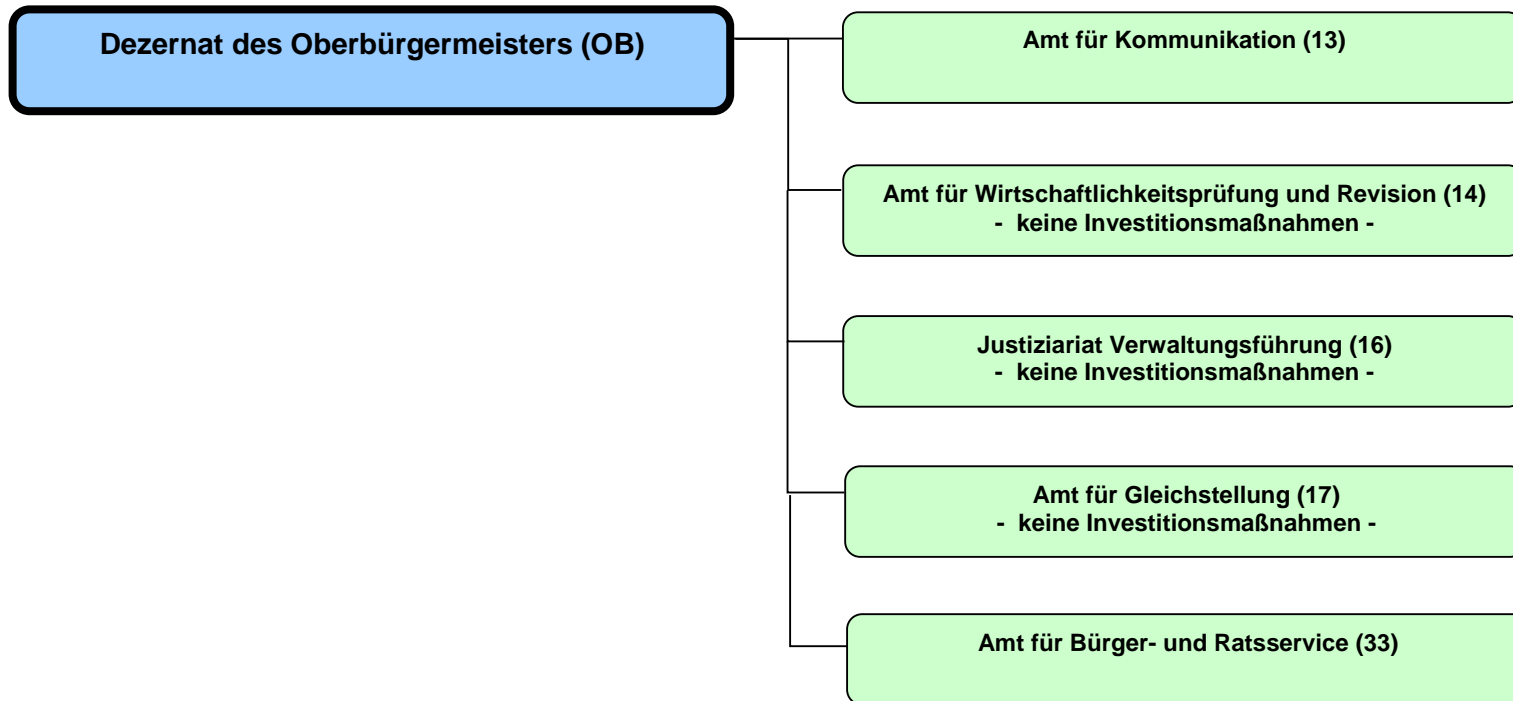 Dezernat des Oberbürgermeisters (OB)
Amt für Kommunikation (13)
Amt für Wirtschaftlichkeitsprüfung und Revision (14)
- keine Investitionsmaßnahmen -
Justiziariat Verwaltungsführung (16)
- keine Investitionsmaßnahmen -
Amt für Gleichstellung (17)
- keine Investitionsmaßnahmen -
Amt für Bürger- und Ratsservice (33)